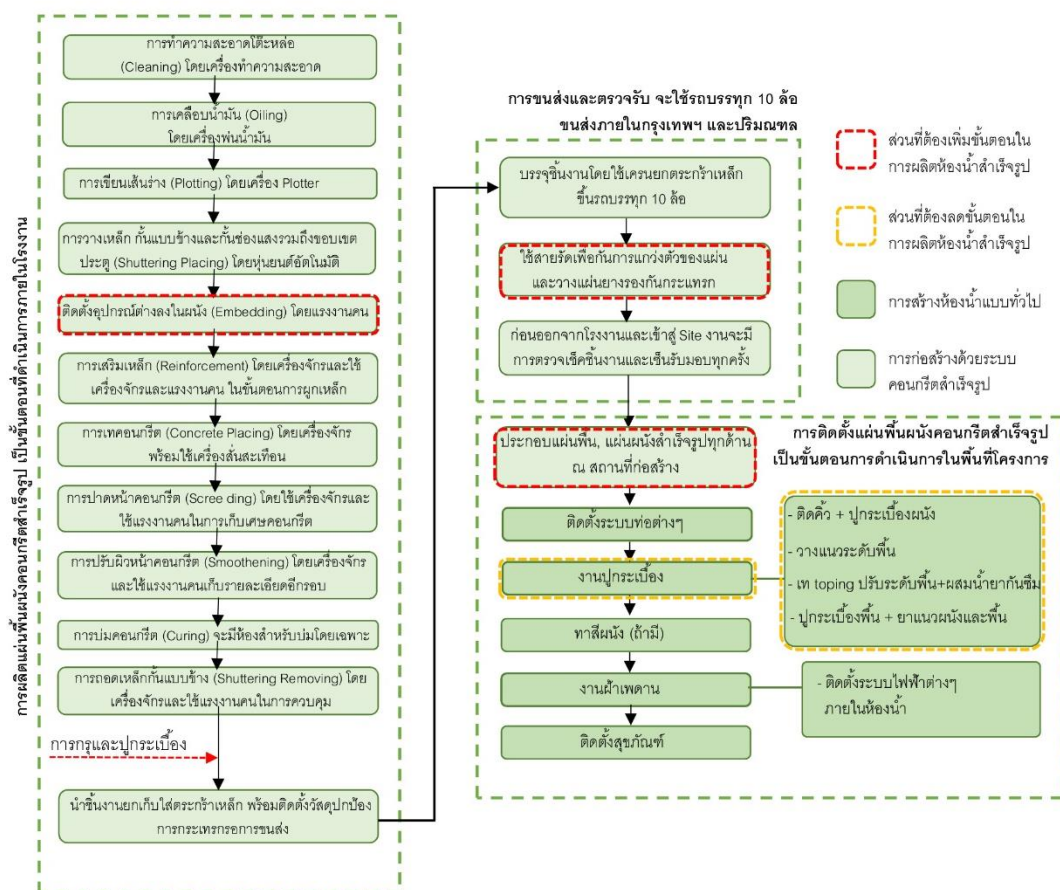 การผลิตแผ่นพื้นผนังคอนกรีตสำเร็จรูป เป็นขั้นตอนที่ดำเนินการภายในโรงงาน
การทำความสะอาดโต๊ะหล่อ
(Cleaning) โดยเครื่องทำความสะอาด
การเคลือบน้ำมัน (Oiling)
โดยเครื่องพ่นน้ำมัน
การเขียนเส้นร่าง (Plotting) โดยเครื่อง Plotter
การวางเหล็ก กั้นแบบข้างและกั้นช่องแสงรวมถึงขอบเขต
ประตู (Shuttering Placing) โดยหุ่นยนต์อัตโนมัติ
ติดตั้งอุปกรณ์ต่างลงในผนัง (Embedding) โดยแรงงานคน
การเสริมเหล็ก (Reinforcement) โดยเครื่องจักรและใช้
เครื่องจักรและแรงงานคน ในขั้นตอนการผูกเหล็ก
การเทคอนกรีต (Concrete Placing) โดยเครื่องจักร
พร้อมใช้เครื่องสั่นสะเทือน
การปาดหน้าคอนกรีต (Scree ding) โดยใช้เครื่องจักรและ
ใช้แรงงานคนในการเก็บเศษคอนกรีต
การปรับผิวหน้าคอนกรีต (Smoothening) โดยเครื่องจักร
และใช้แรงงานคนเก็บรายละเอียดอีกรอบ
การบ่มคอนกรีต (Curing) จะมีห้องสำหรับบ่มโดยเฉพาะ
การถอดเหล็กกั้นแบบข้าง (Shuttering Removing) โดย
เครื่องจักรและใช้แรงงานคนในการควบคุม
การกรุและปูกระเบื้อง
นำชิ้นงานยกเก็บใส่ตระกร้าเหล็ก พร้อมติดตั้งวัสดุปกป้อง
การกระเทรกรอการขนส่ง
การขนส่งและตรวจรับ จะใช้รถบรรทุก 10 ล้อ
ขนส่งภายในกรุงเทพฯ และปริมณฑล
บรรจุชิ้นงานโดยใช้เครนยกตระกร้าเหล็ก
ขึ้นรถบรรทุก 10 ล้อ
ใช้สายรัดเพื่อกันการแกว่งตัวของแผ่น
และวางแผ่นยางรองกันกระแทรก
ก่อนออกจากโรงงานและเข้าสู่ Site งานจะมี
การตรวจเช็คชิ้นงานและเซ็นรับมอบทุกครั้ง
ส่วนที่ต้องเพิ่มขั้นตอนใน
การผลิตห้องน้ำสำเร็จรูป
ส่วนที่ต้องลดขั้นตอนใน
การผลิตห้องน้ำสำเร็จรูป
การสร้างห้องน้ำแบบทั่วไป
การก่อสร้างด้วยระบบ
คอนกรีตสำเร็จรูป
การติดตั้งแผ่นพื้นผนังคอนกรีตสำเร็จรูป
เป็นขั้นตอนการดำเนินการในพื้นที่โครงการ
ประกอบแผ่นพื้น, แผ่นผนังสำเร็จรูปทุกด้าน
ณ สถานที่ก่อสร้าง
ติดตั้งระบบท่อต่างๆ
งานปูกระเบื้อง
- ติดคิ้ว + ปูกระเบื้องผนัง
- วางแนวระดับพื้น
- เท toping ปรับระดับพื้น+ผสมน้ำยากันซึม
- ปูกระเบื้องพื้น + ยาแนวผนังและพื้น
ทาสีผนัง (ถ้ามี)
งานฝ้าเพดาน
- ติดตั้งระบบไฟฟ้าต่างๆ
ภายในห้องน้ำ
ติดตั้งสุขภัณฑ์